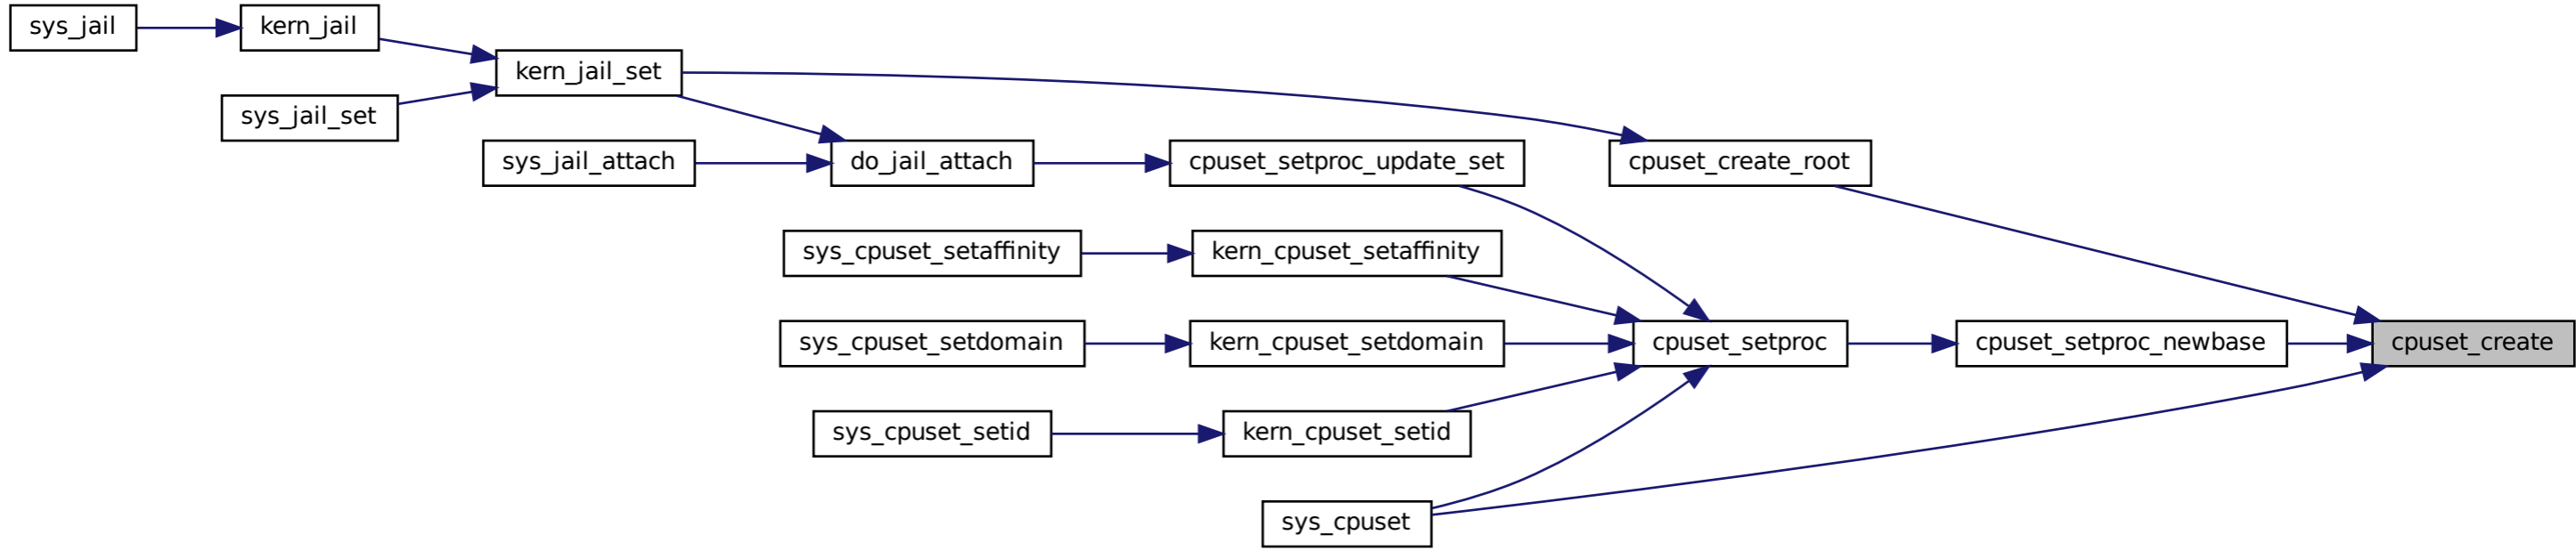 sys_jail
kern_jail
kern_jail_set
sys_jail_set
sys_jail_attach
do_jail_attach
cpuset_setproc_update_set
cpuset_create_root
sys_cpuset_setaffinity
kern_cpuset_setaffinity
sys_cpuset_setdomain
kern_cpuset_setdomain
cpuset_setproc
cpuset_setproc_newbase
cpuset_create
sys_cpuset_setid
kern_cpuset_setid
sys_cpuset